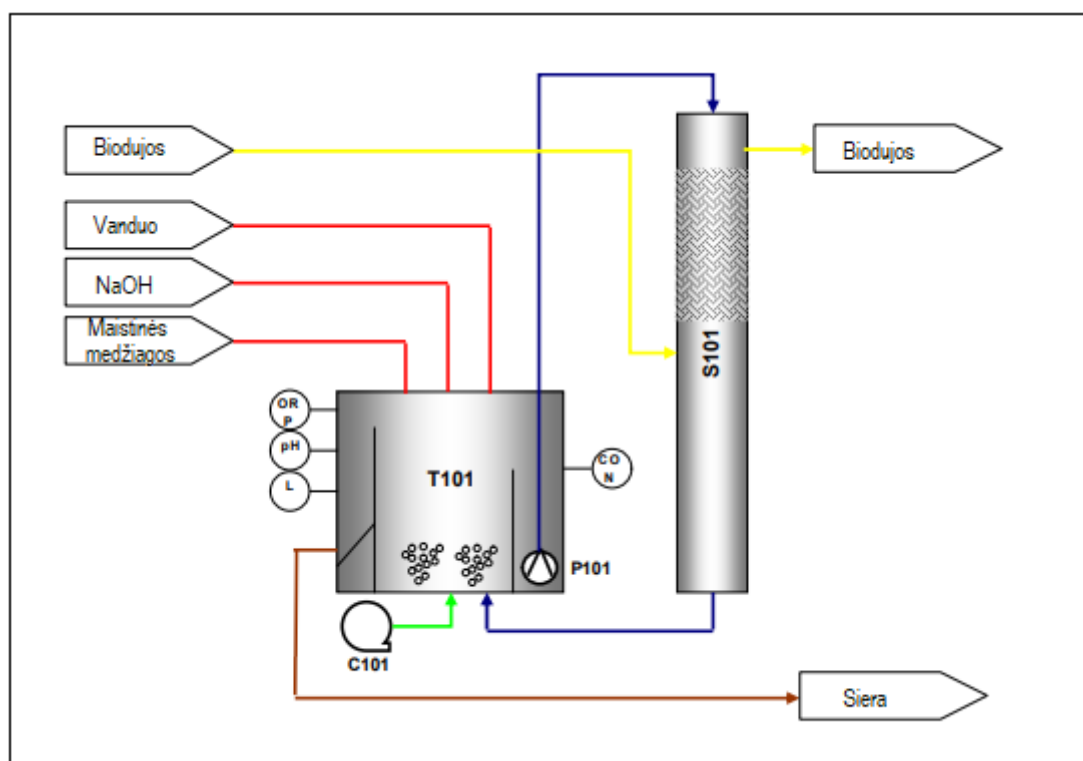 Biodujos
Biodujos
Vanduo
NaOH
Maistinės
medžiagos
S101
OR
P
pH
L
T101
CO
N
P101
C101
Siera